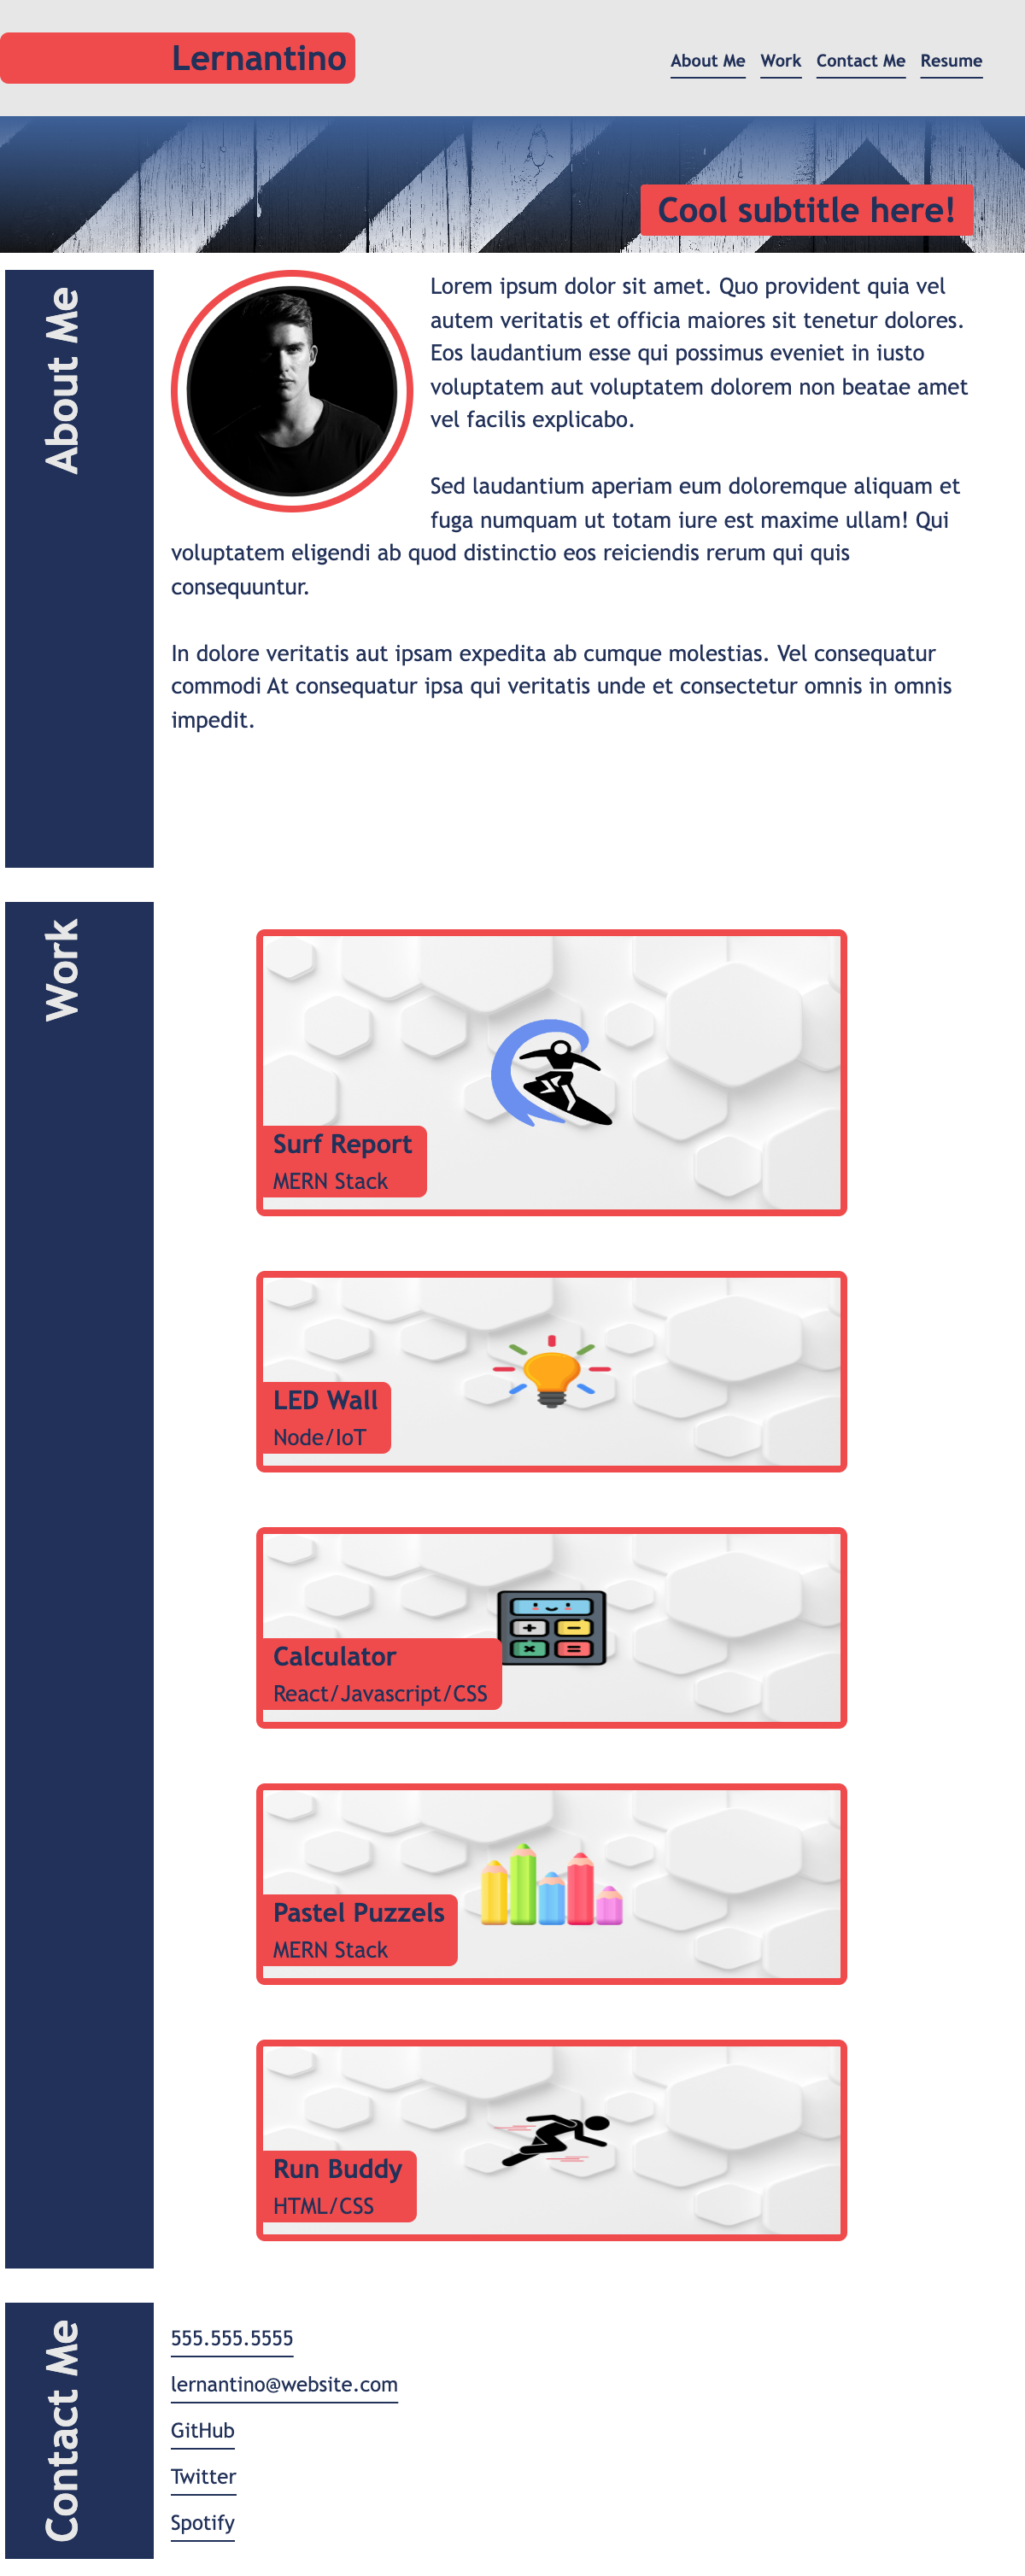 Lernantino
About Me Work Contact Me Resume
Cool subtitle here!
About Me
Lorem ipsum dolor sit amet. Quo provident quia vel
autem veritatis et officia maiores sit tenetur dolores.
Eos laudantium esse qui possimus eveniet in iusto
voluptatem aut voluptatem dolorem non beatae amet
vel facilis explicabo.
Sed laudantium aperiam eum doloremque aliquam et
fuga numquam ut totam iure est maxime ullam! Qui
voluptatem eligendi ab quod distinctio eos reiciendis rerum qui quis
consequuntur.
In dolore veritatis aut ipsam expedita ab cumque molestias. Vel consequatur
commodi At consequatur ipsa qui veritatis unde et consectetur omnis in omnis
impedit.
Work
Surf Report
MERN Stack
LED Wall
Node/IoT
Calculator
React/Javascript/CSS
Pastel Puzzels
MERN Stack
Run Buddy
HTML/CSS
Contact Me
555.555.5555
lernantino@website.com
GitHub
Twitter
Spotify